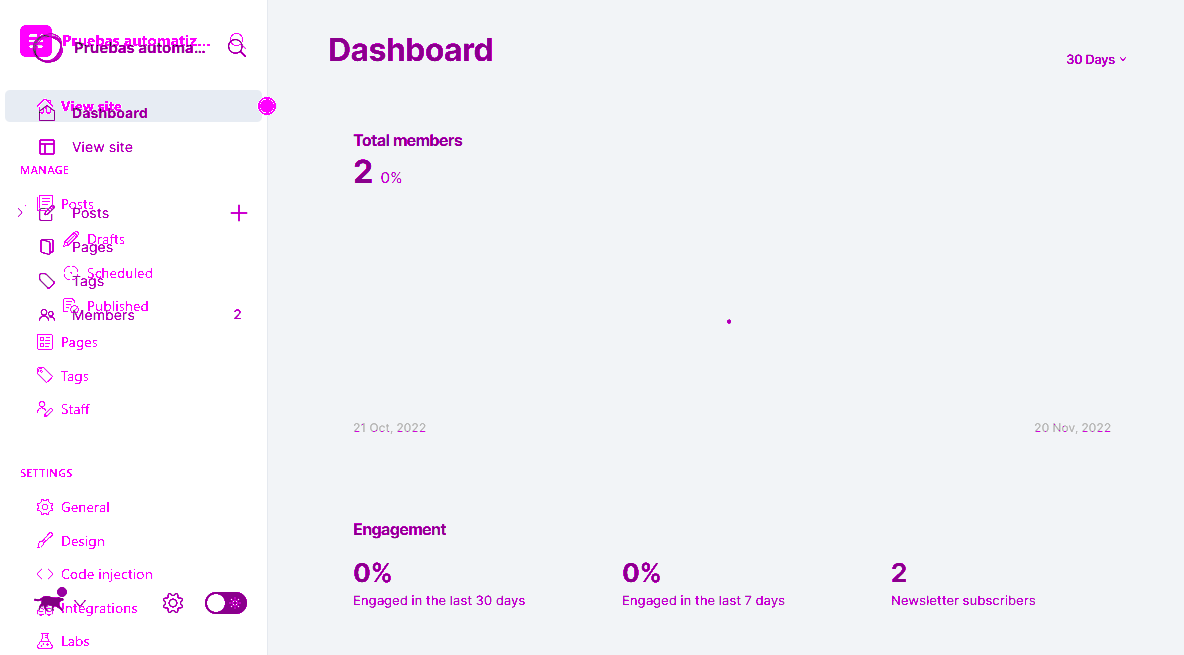 Pruebas automatiz...
Pruebas automa...
View site
Dashboard
View site
MANAGE
Posts
Posts
Drafts
Pages
Scheduled
Tags
Published
Members 2
Pages
Tags
Staff
SETTINGS
General
Design
Code injection
Integrations
Labs
Dashboard
30 Days
Total members
2 0%
21 Oct, 2022 20 Nov, 2022
Engagement
0% 0% 2
Engaged in the last 30 days Engaged in the last 7 days Newsletter subscribers